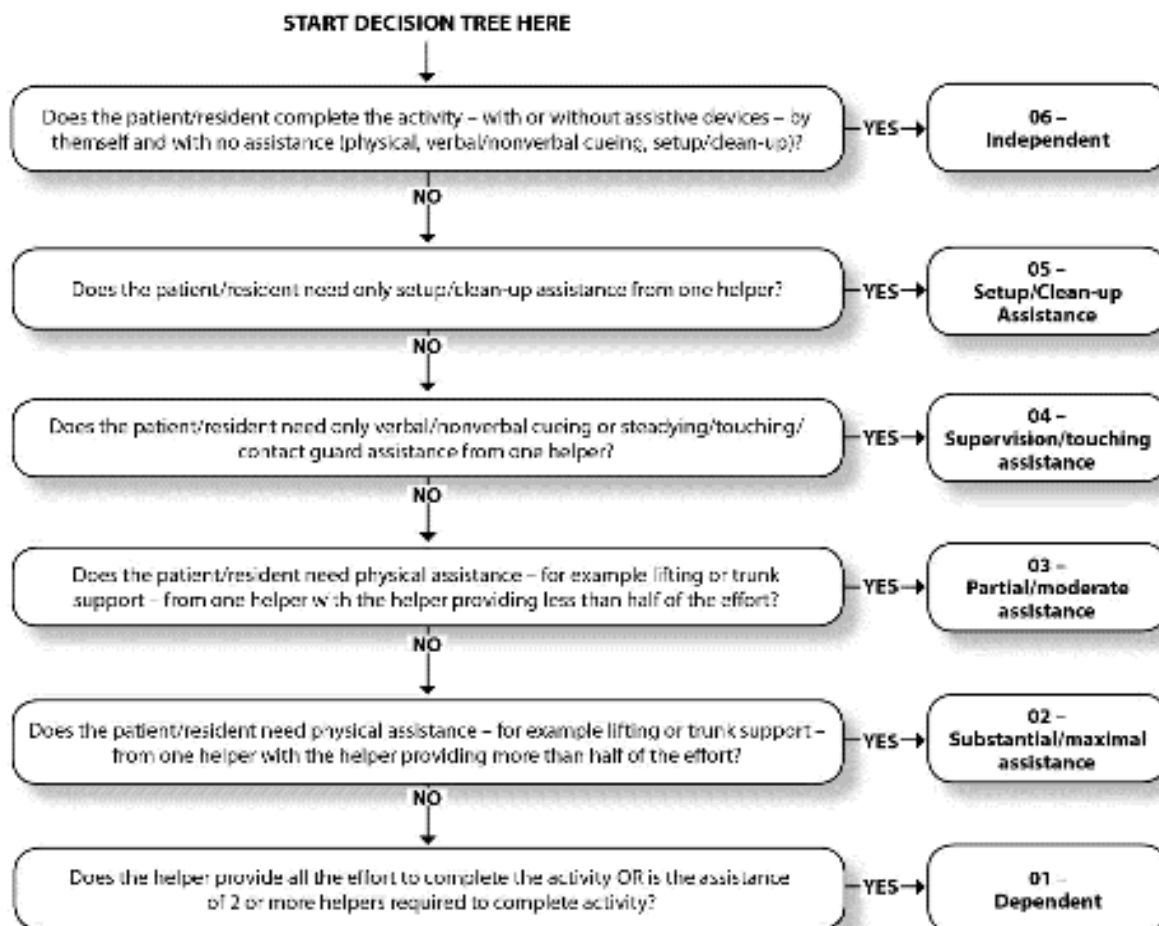 START DECISION TREE HERE
Does the patient/resident complete the activity – with or without assistive devices – by
themself and with no assistance (physical, verbal/nonverbal cueing, setup/clean-up)?
YES
06 –
Independent
NO
Does the patient/resident need only setup/clean-up assistance from one helper?
YES
05 –
Setup/Clean-up
Assistance
NO
Does the patient/resident need only verbal/nonverbal cueing or steadying/touching/
contact guard assistance from one helper?
YES
04 –
Supervision/touching
assistance
NO
Does the patient/resident need physical assistance – for example lifting or trunk
support – from one helper with the helper providing less than half of the effort?
YES
03 –
Partial/moderate
assistance
NO
Does the patient/resident need physical assistance – for example lifting or trunk support –
from one helper with the helper providing more than half of the effort?
YES
02 –
Substantial/maximal
assistance
NO
Does the helper provide all the effort to complete the activity OR is the assistance
of 2 or more helpers required to complete activity?
YES
01 –
Dependent